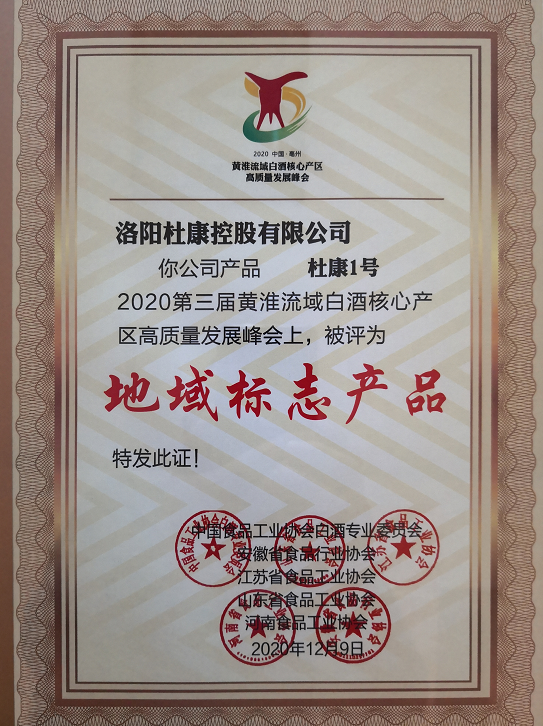 2020 中国·亳州
黄淮流域白酒核心产区
高质量发展峰会
洛阳杜康控股有限公司
你公司产品 杜康1号
2020第三届黄淮流域白酒核心产
区高质量发展峰会上，被评为
地域标志产品
特发此证！
中国食品工业协会白酒专业委员会
安徽省食品行业协会
江苏省食品工业协会
山东省食品工业协会
河南省食品工业协会
2020年12月9日